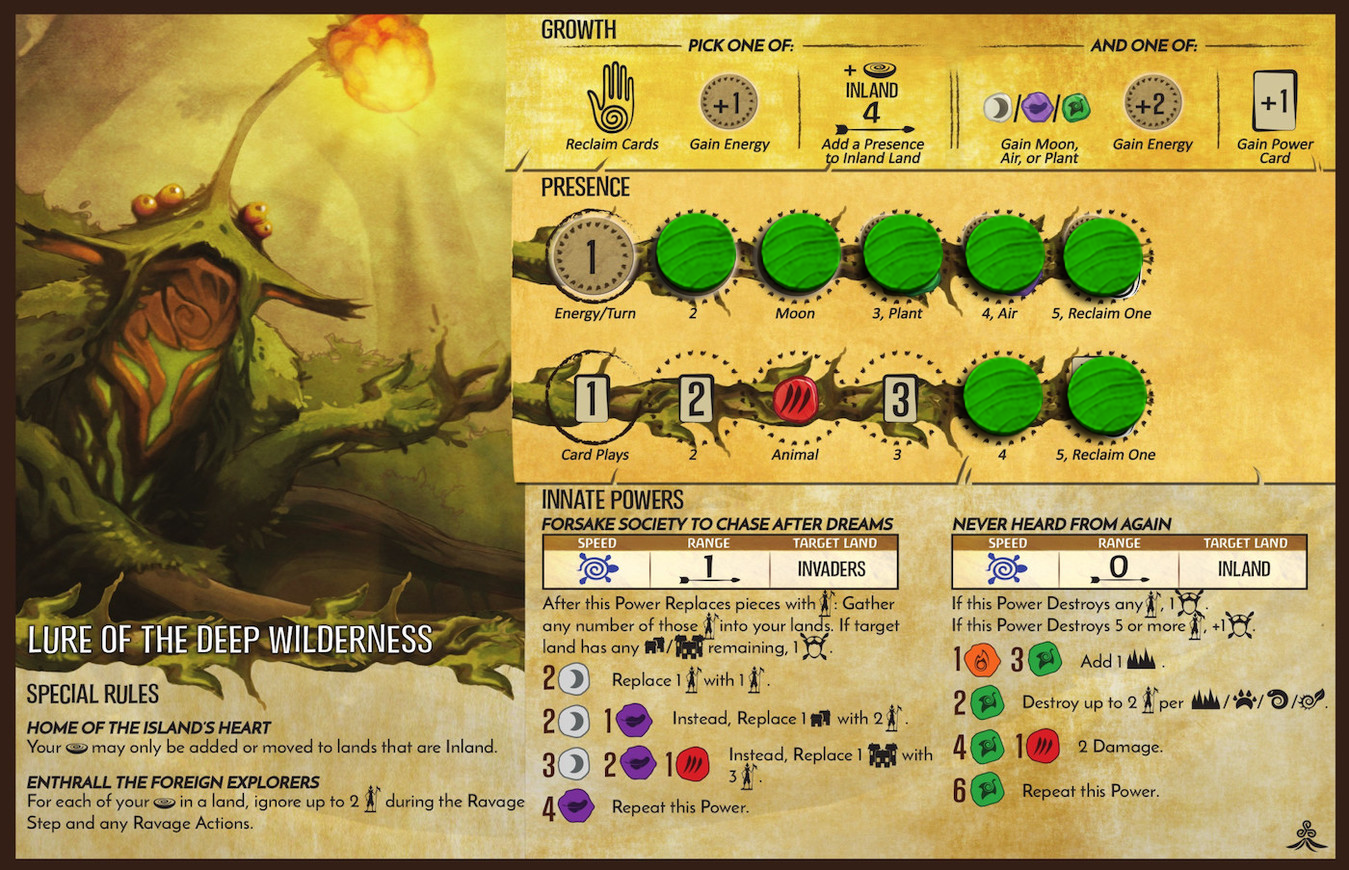 GROWTH
PICK ONE OF:
AND ONE OF:
+
INLAND
4
+1
+2
+1
Reclaim Cards
Gain Energy
Add a Presence
to Inland Land
Gain Moon,
Air, or Plant
Gain Energy
Gain Power
Card
PRESENCE
1
Energy/Turn
2
Moon
3, Plant
4, Air
5, Reclaim One
1
2
3
Card Plays
2
Animal
3
4
5, Reclaim One
LURE OF THE DEEP WILDERNESS
SPECIAL RULES
HOME OF THE ISLAND'S HEART
Your may only be added or moved to lands that are Inland.
ENTHRALL THE FOREIGN EXPLORERS
For each of your in a land, ignore up to 2 during the Ravage
Step and any Ravage Actions.
INNATE POWERS
FORSAKE SOCIETY TO CHASE AFTER DREAMS
SPEED RANGE TARGET LAND
1 INVADERS
After this Power Replaces pieces with : Gather
any number of those into your lands. If target
land has any / remaining, 1 .
2 Replace 1 with 1 .
2 1 Instead, Replace 1 with 2 .
3 2 1 Instead, Replace 1 with
3 .
4 Repeat this Power.
NEVER HEARD FROM AGAIN
SPEED RANGE TARGET LAND
0 INLAND
If this Power Destroys any , 1 .
If this Power Destroys 5 or more , +1 .
1 3 Add 1 .
2 Destroy up to 2 per / / / .
4 1 2 Damage.
6 Repeat this Power.